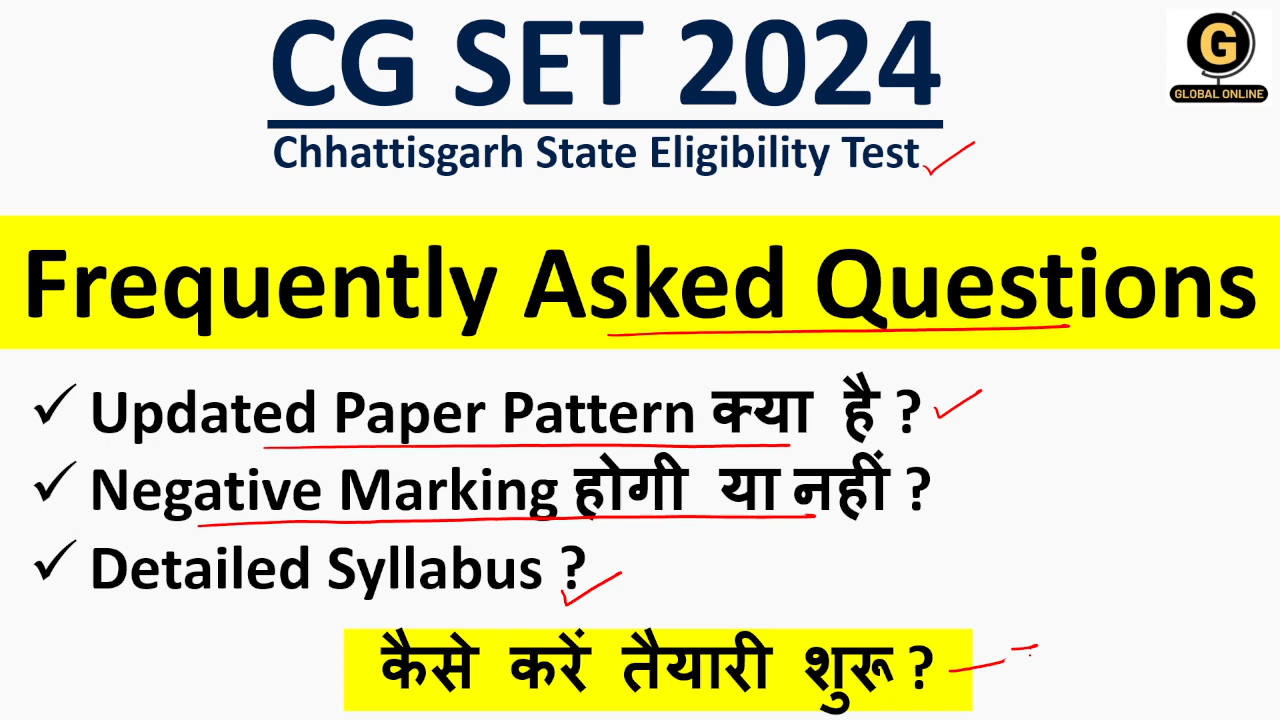 CG SET 2024
G
GLOBAL ONLINE
Chhattisgarh State Eligibility Test
Frequently Asked Questions
✓ Updated Paper Pattern क्या है ?
✓ Negative Marking होगी या नहीं ?
✓ Detailed Syllabus ?
कैसे करें तैयारी शुरू ?